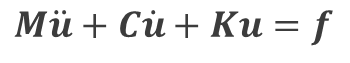 Mü + Cu̇ + Ku = f